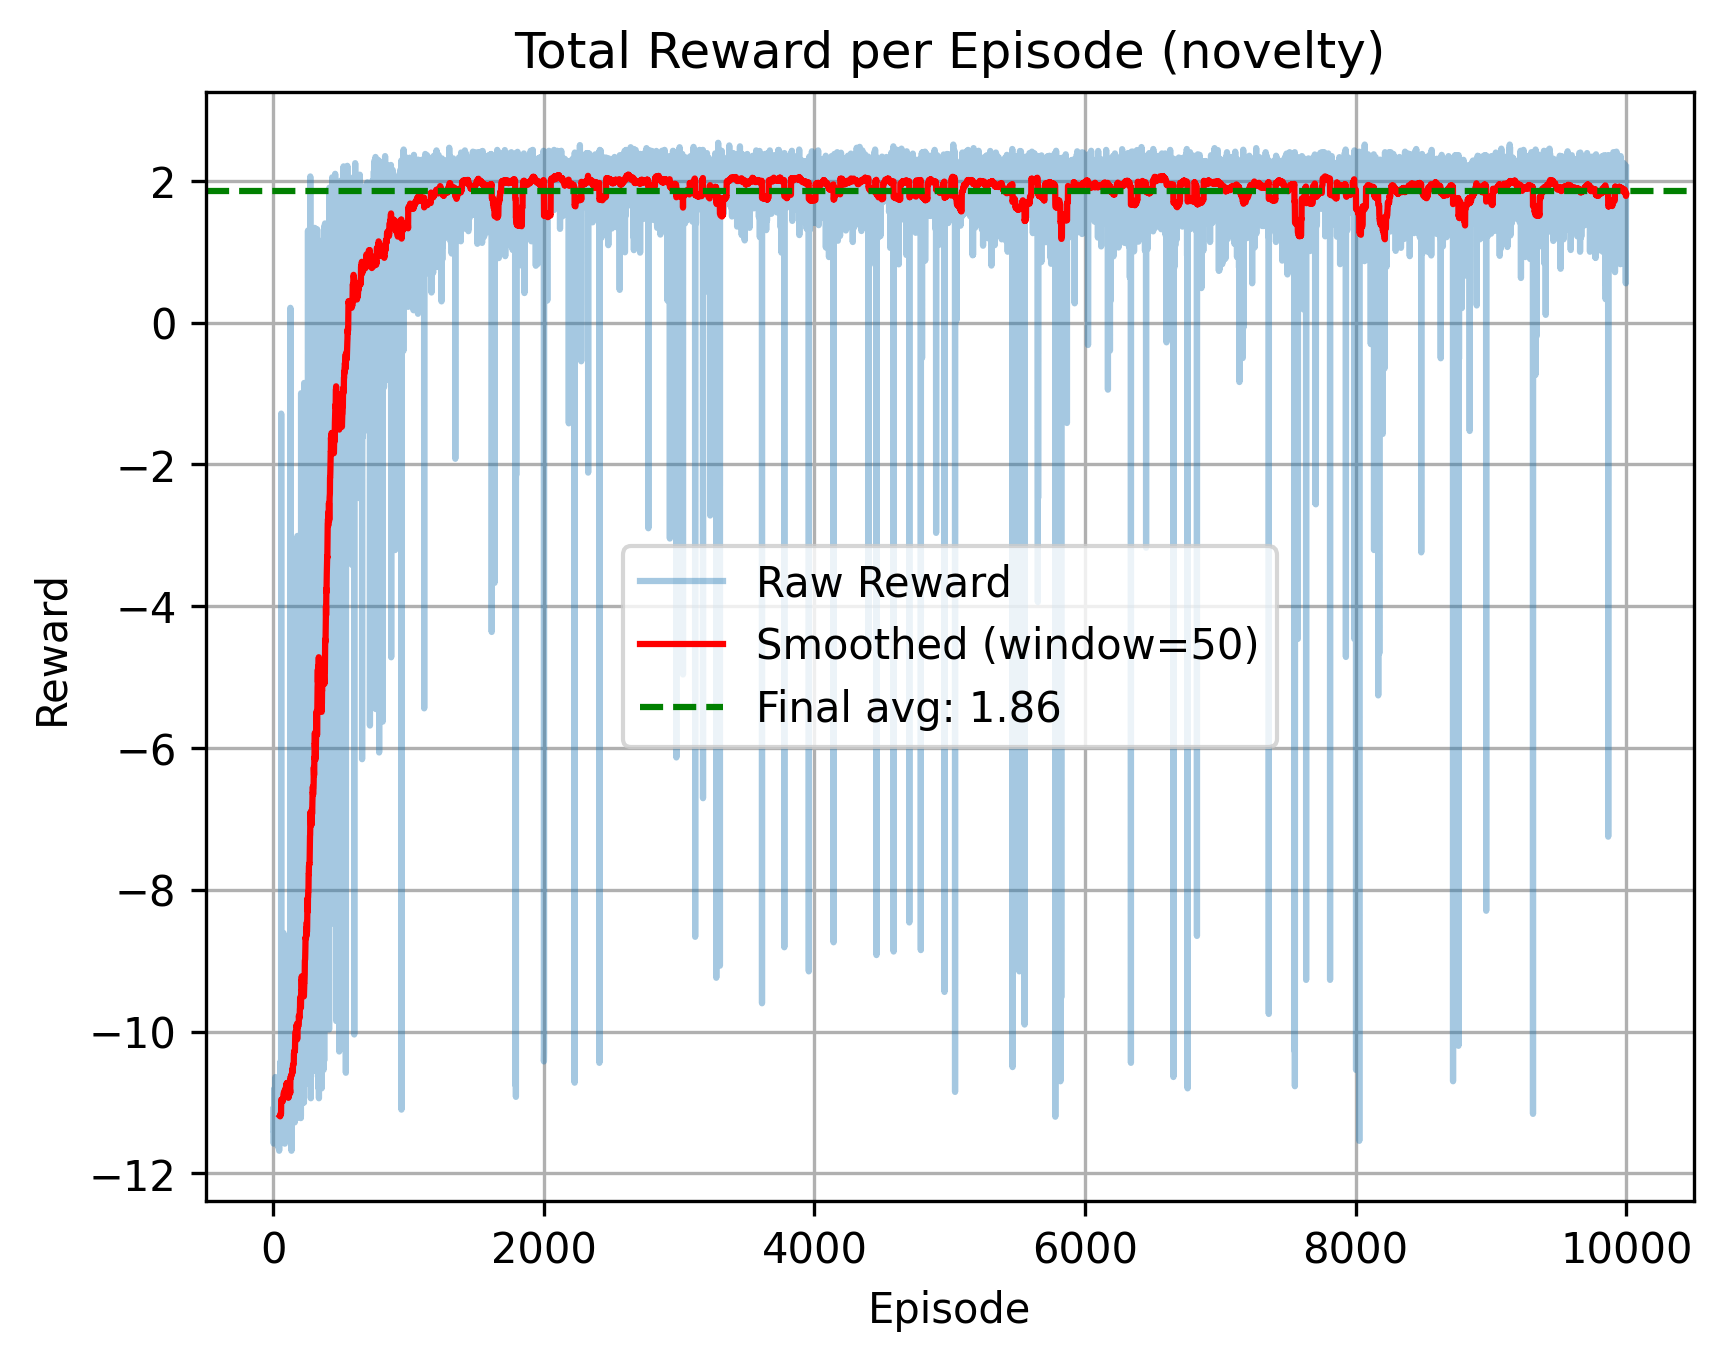 Total Reward per Episode (novelty)
2
0
−2
−4
−6
−8
−10
−12
Reward
Raw Reward
Smoothed (window=50)
Final avg: 1.86
0 2000 4000 6000 8000 10000
Episode